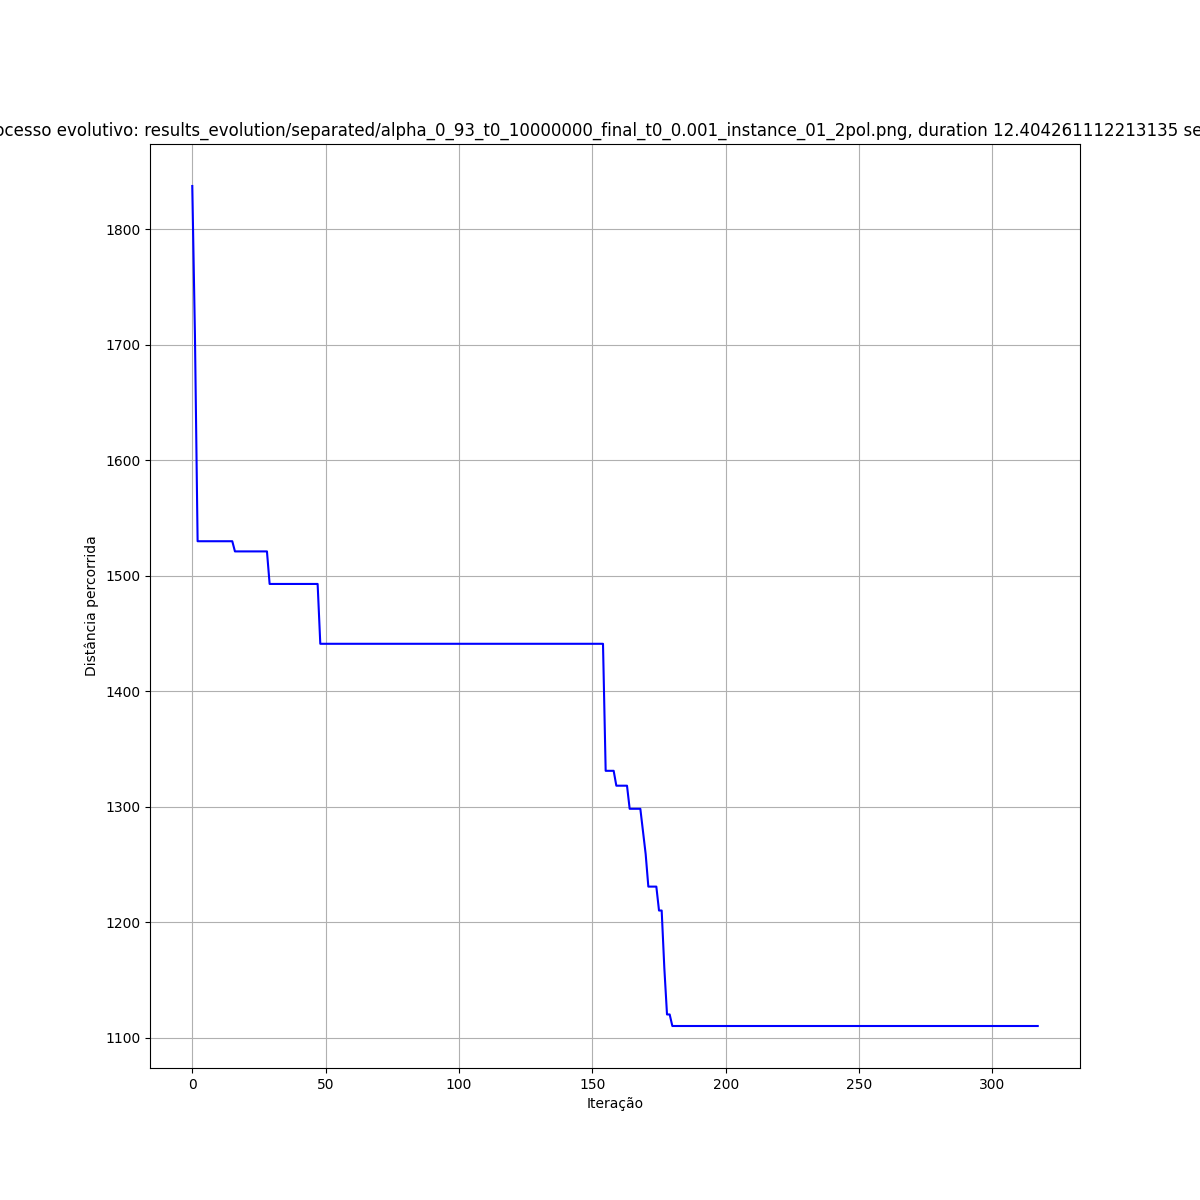 ocesso evolutivo: results_evolution/separated/alpha_0_93_t0_10000000_final_t0_0.001_instance_01_2pol.png, duration 12.404261112213135 se
1800
1700
1600
1500
1400
1300
1200
1100
Distância percorrida
0 50 100 150 200 250 300
Iteração